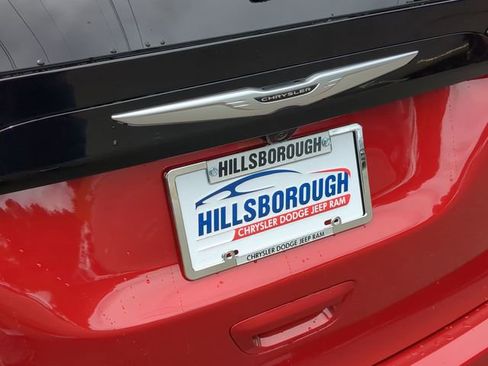 CHRYSLER
HILLSBOROUGH
HILLSBOROUGH
CHRYSLER DODGE JEEP RAM
CHRYSLER DODGE JEEP RAM